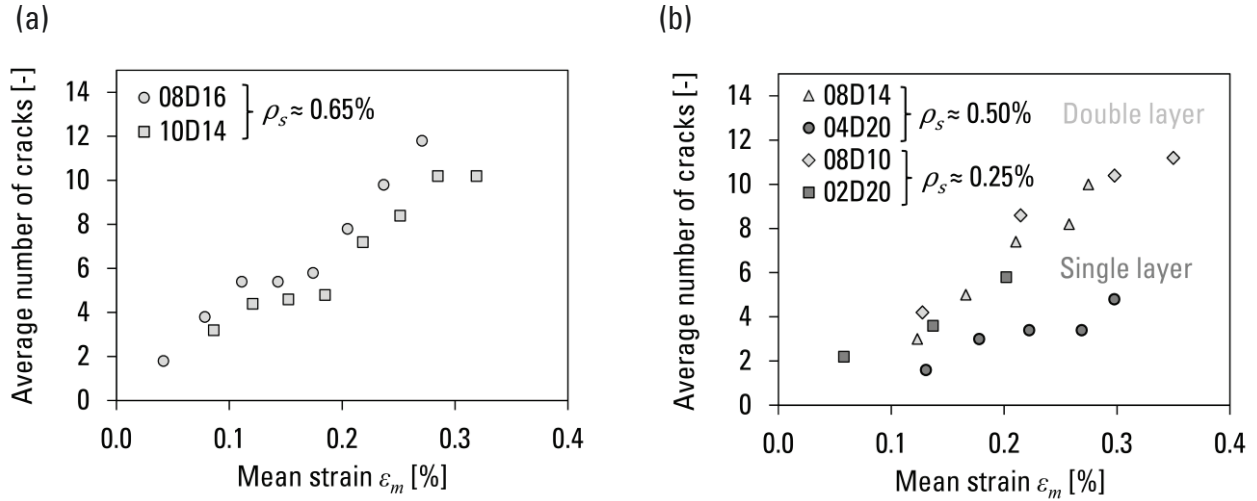 (a)
Average number of cracks [-]
14
12
10
8
6
4
2
0
08D16
10D14
ρs ≈ 0.65%
0.0 0.1 0.2 0.3 0.4
Mean strain εm [%]
(b)
Average number of cracks [-]
14
12
10
8
6
4
2
0
08D14
04D20
ρs ≈ 0.50%
08D10
02D20
ρs ≈ 0.25%
Double layer
Single layer
0.0 0.1 0.2 0.3 0.4
Mean strain εm [%]